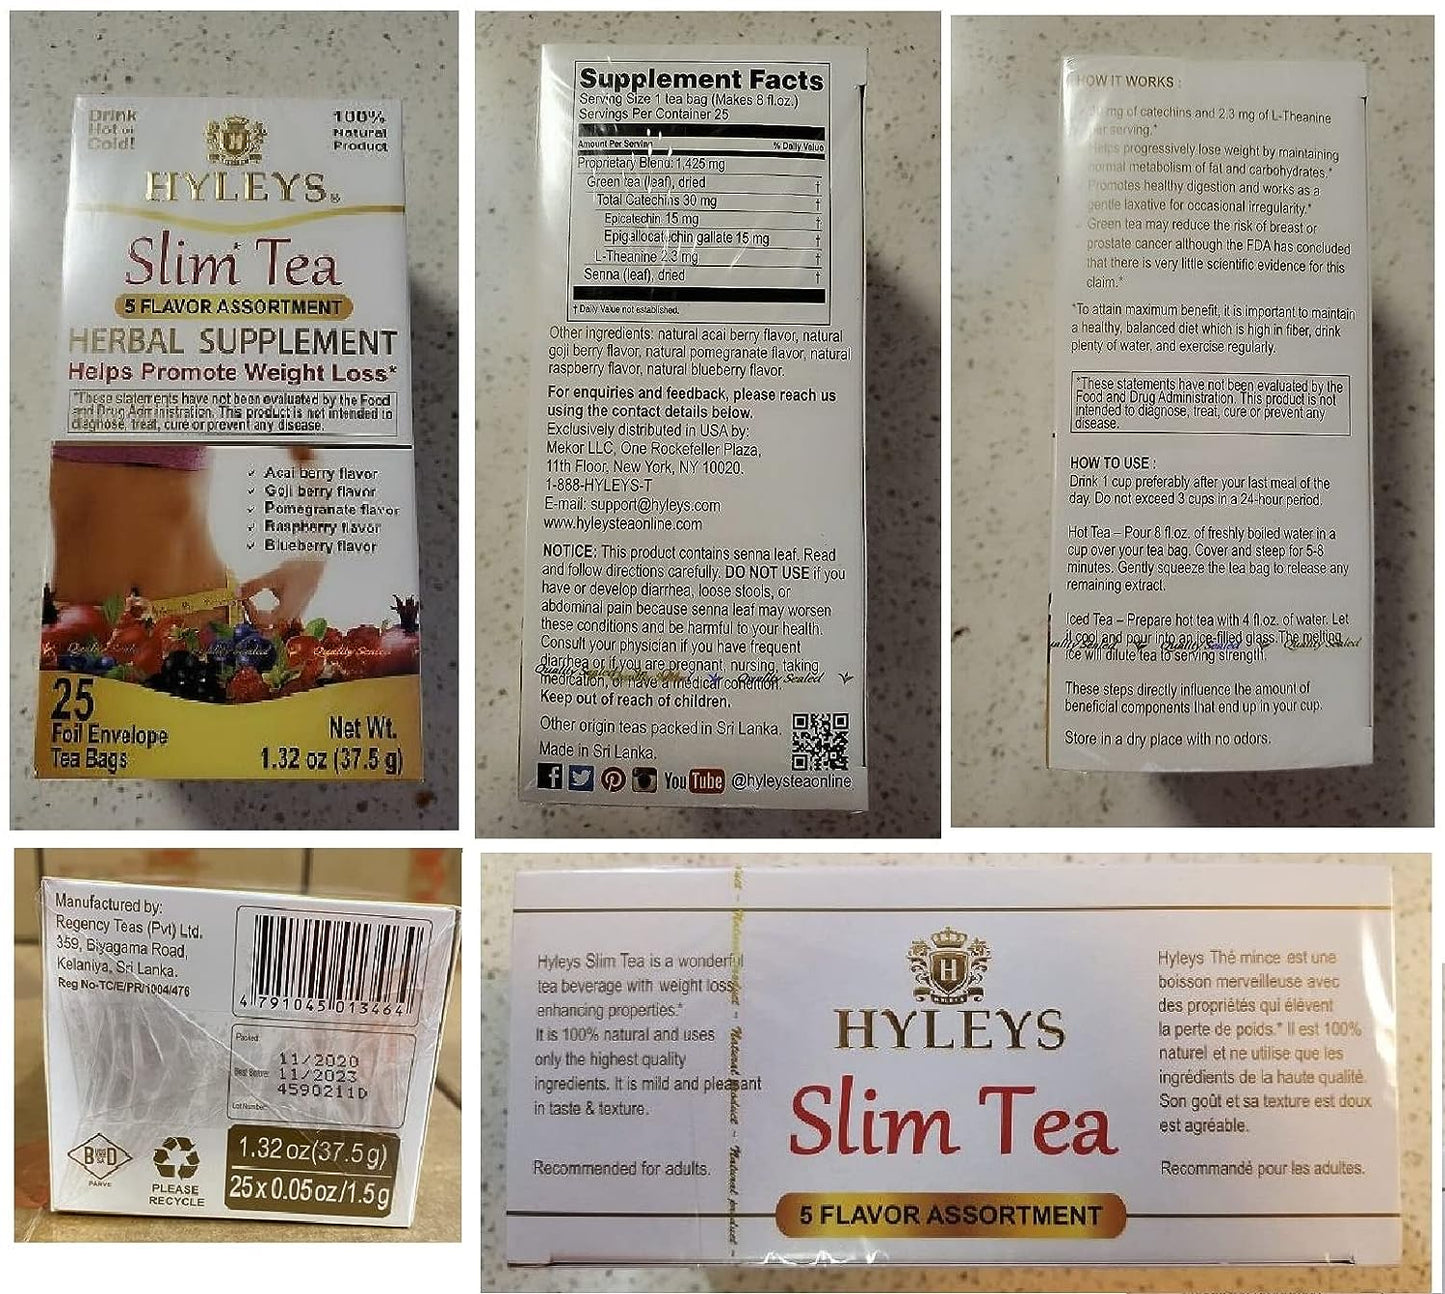 Drink
Hot or
Cold!
100%
Natural
Product
H
HYLEYS®
Slim* Tea
5 FLAVOR ASSORTMENT
HERBAL SUPPLEMENT
Helps Promote Weight Loss*
*These statements have not been evaluated by the Food
and Drug Administration. This product is not intended to
diagnose, treat, cure or prevent any disease.
✓ Acai berry flavor
✓ Goji berry flavor
✓ Pomegranate flavor
✓ Raspberry flavor
✓ Blueberry flavor
Quality Sealed
Quality Sealed
25
Foil Envelope
Tea Bags
Net Wt.
1.32 oz (37.5 g)
Supplement Facts
Serving Size 1 tea bag (Makes 8 fl.oz.)
Servings Per Container 25
Amount Per Serving % Daily Value
Proprietary Blend: 1,425 mg
Green tea (leaf), dried †
Total Catechins 30 mg †
Epicatechin 15 mg †
Epigallocatechin gallate 15 mg †
L-Theanine 2.3 mg †
Senna (leaf), dried †
† Daily Value not established.
Other ingredients: natural acai berry flavor, natural
goji berry flavor, natural pomegranate flavor, natural
raspberry flavor, natural blueberry flavor.
For enquiries and feedback, please reach us
using the contact details below.
Exclusively distributed in USA by:
Mekor LLC, One Rockefeller Plaza,
11th Floor, New York, NY 10020.
1-888-HYLEYS-T
E-mail: support@hyleys.com
www.hyleysteaonline.com
NOTICE: This product contains senna leaf. Read
and follow directions carefully. DO NOT USE if you
have or develop diarrhea, loose stools, or
abdominal pain because senna leaf may worsen
these conditions and be harmful to your health.
Consult your physician if you have frequent
diarrhea or if you are pregnant, nursing, taking
medication, or have a medical condition.
Quality Sealed
Keep out of reach of children.
Other origin teas packed in Sri Lanka.
Made in Sri Lanka.
You Tube @hyleysteaonline
HOW IT WORKS :
mg of catechins and 2.3 mg of L-Theanine
per serving.*
Helps progressively lose weight by maintaining
normal metabolism of fat and carbohydrates.*
Promotes healthy digestion and works as a
gentle laxative for occasional irregularity.*
Green tea may reduce the risk of breast or
prostate cancer although the FDA has concluded
that there is very little scientific evidence for this
claim.*
*To attain maximum benefit, it is important to maintain
a healthy, balanced diet which is high in fiber, drink
plenty of water, and exercise regularly.
*These statements have not been evaluated by the
Food and Drug Administration. This product is not
intended to diagnose, treat, cure or prevent any
disease.
HOW TO USE :
Drink 1 cup preferably after your last meal of the
day. Do not exceed 3 cups in a 24-hour period.
Hot Tea – Pour 8 fl.oz. of freshly boiled water in a
cup over your tea bag. Cover and steep for 5-8
minutes. Gently squeeze the tea bag to release any
remaining extract.
Iced Tea – Prepare hot tea with 4 fl.oz. of water. Let
it cool and pour into an ice-filled glass. The melting
ice will dilute tea to serving strength.
Quality Sealed
Quality Sealed
These steps directly influence the amount of
beneficial components that end up in your cup.
Store in a dry place with no odors.
Manufactured by:
Regency Teas (Pvt) Ltd.
359, Biyagama Road,
Kelaniya, Sri Lanka.
Reg No-TC/E/PR/1004/476
4 791045 013464
Packed:
11/2020
Best Before:
11/2023
4590211D
Lot Number:
B D
PARVE
PLEASE
RECYCLE
1.32 oz(37.5 g)
25 x 0.05 oz/1.5g
Hyleys Slim Tea is a wonderful
tea beverage with weight loss
enhancing properties.*
It is 100% natural and uses
only the highest quality
ingredients. It is mild and pleasant
in taste & texture.
Recommended for adults.
Natural product ~ Natural product ~
H
HYLEYS
HYLEYS
Slim Tea
5 FLAVOR ASSORTMENT
Hyleys Thé mince est une
boisson merveilleuse avec
des propriétés qui élèvent
la perte de poids.* Il est 100%
naturel et ne utilise que les
ingrédients de la haute qualité.
Son goût et sa texture est doux
est agréable.
Recommandé pour les adultes.